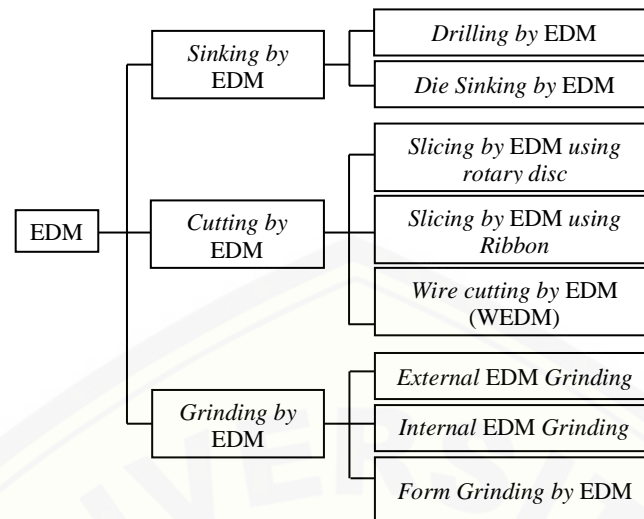 EDM
Sinking by
EDM
Drilling by EDM
Die Sinking by EDM
Cutting by
EDM
Slicing by EDM using
rotary disc
Slicing by EDM using
Ribbon
Wire cutting by EDM
(WEDM)
Grinding by
EDM
External EDM Grinding
Internal EDM Grinding
Form Grinding by EDM
UNIVERSI